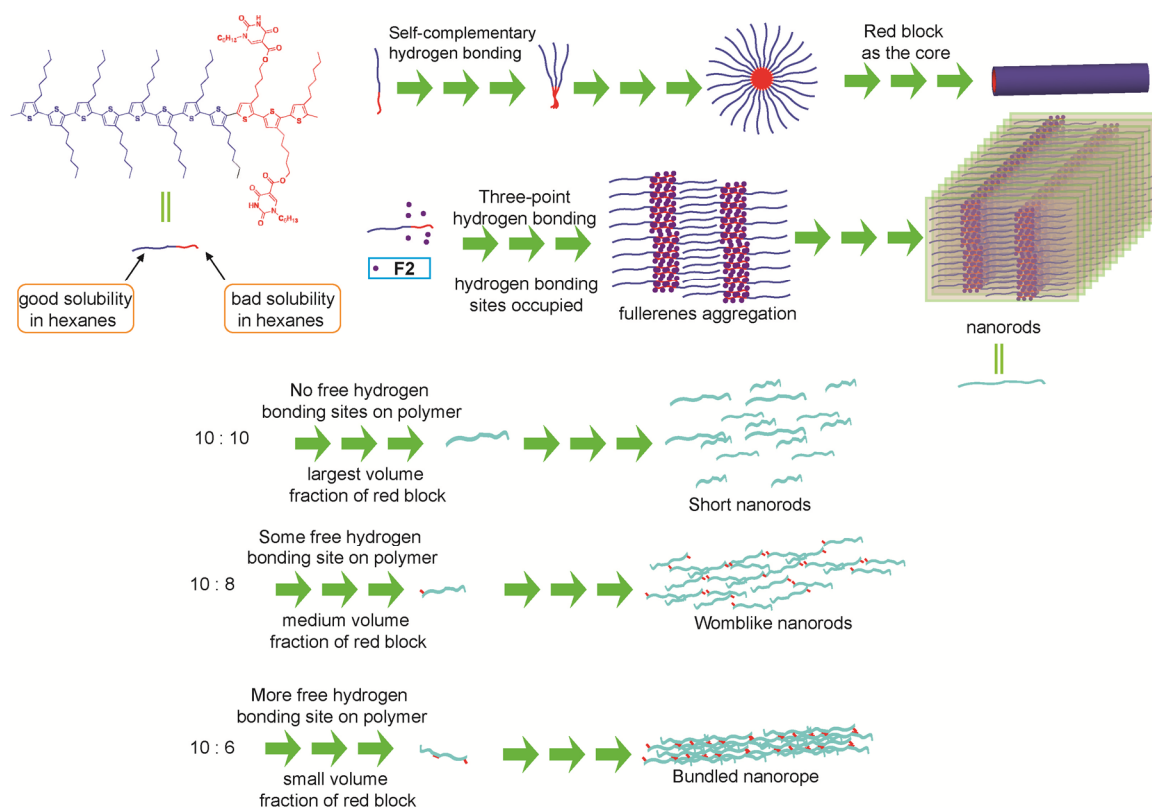 Self-complementary
hydrogen bonding
Red block
as the core
HN
O
O
N
C₆H₁₃
O
O
S S S S S S S S S S
O
O
O
HN
N
C₆H₁₃
O
good solubility
in hexanes
bad solubility
in hexanes
F2
Three-point
hydrogen bonding
hydrogen bonding
sites occupied
fullerenes aggregation
nanorods
10 : 10
No free hydrogen
bonding sites on polymer
largest volume
fraction of red block
Short nanorods
10 : 8
Some free hydrogen
bonding site on polymer
medium volume
fraction of red block
Womblike nanorods
10 : 6
More free hydrogen
bonding site on polymer
small volume
fraction of red block
Bundled nanorope